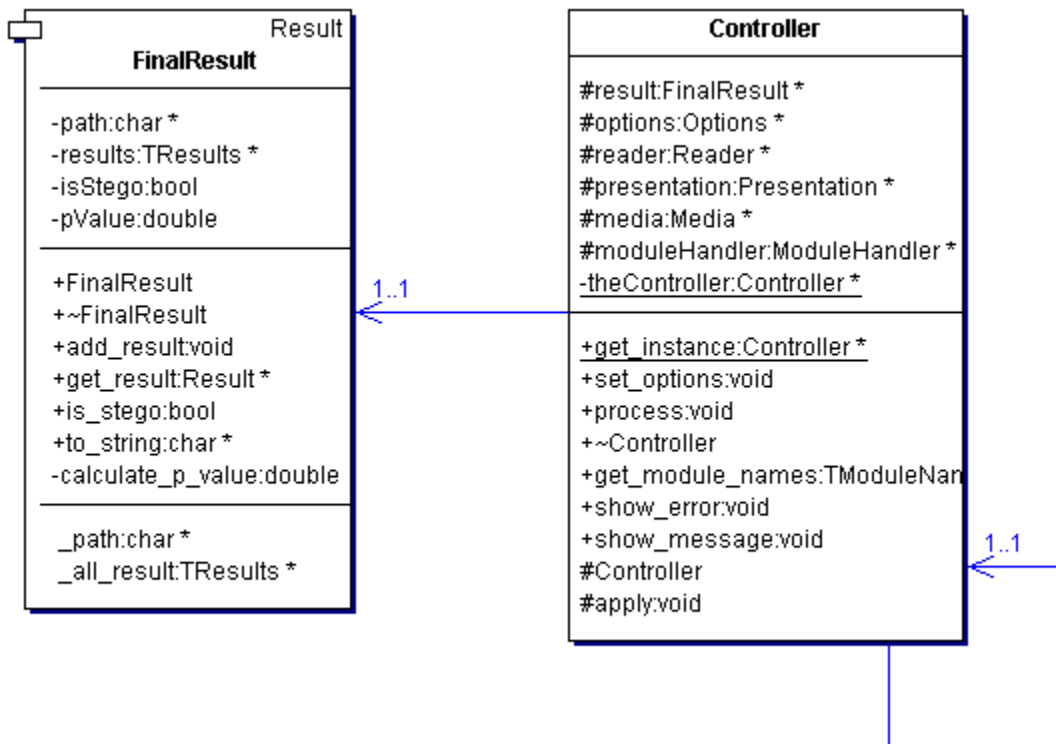 Result
FinalResult
-path:char *
-results:TResults *
-isStego:bool
-pValue:double
+FinalResult
+~FinalResult
+add_result:void
+get_result:Result *
+is_stego:bool
+to_string:char *
-calculate_p_value:double
_path:char *
_all_result:TResults *
1..1
Controller
#result:FinalResult *
#options:Options *
#reader:Reader *
#presentation:Presentation *
#media:Media *
#moduleHandler:ModuleHandler *
-theController:Controller *
+get_instance:Controller *
+set_options:void
+process:void
+~Controller
+get_module_names:TModuleNan
+show_error:void
+show_message:void
#Controller
#apply:void
1..1